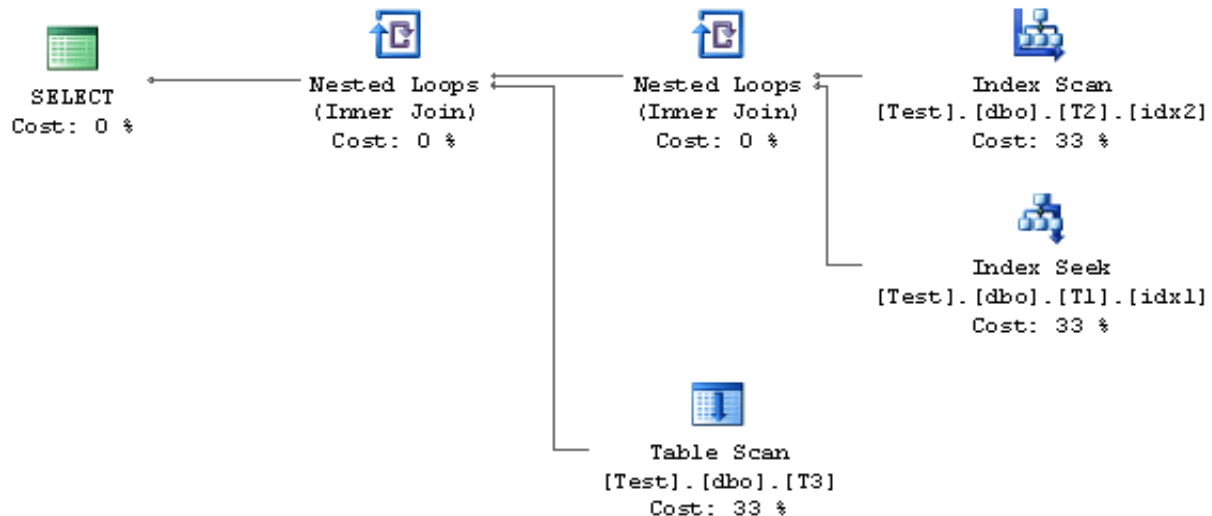 SELECT
Cost: 0 %
Nested Loops
(Inner Join)
Cost: 0 %
Nested Loops
(Inner Join)
Cost: 0 %
Index Scan
[Test].[dbo].[T2].[idx2]
Cost: 33 %
Index Seek
[Test].[dbo].[T1].[idx1]
Cost: 33 %
Table Scan
[Test].[dbo].[T3]
Cost: 33 %